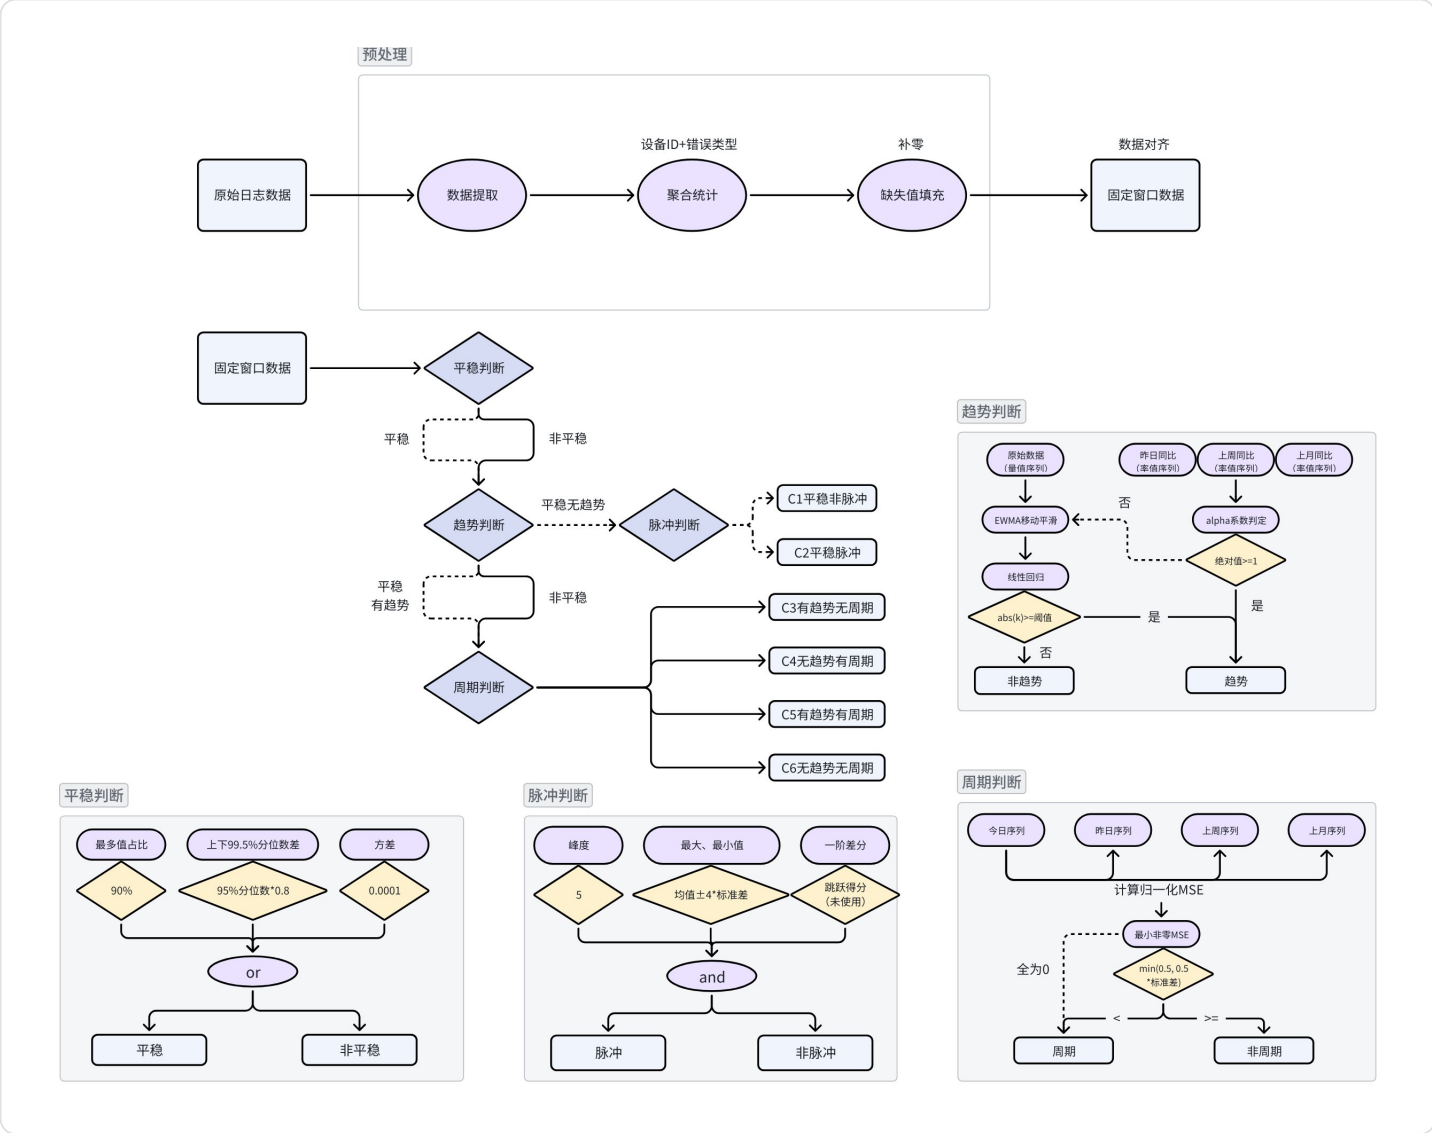 预处理
设备ID+错误类型
补零
数据对齐
原始日志数据
数据提取
聚合统计
缺失值填充
固定窗口数据
固定窗口数据
平稳判断
平稳
非平稳
趋势判断
平稳无趋势
脉冲判断
C1平稳非脉冲
C2平稳脉冲
平稳
有趋势
非平稳
周期判断
C3有趋势无周期
C4无趋势有周期
C5有趋势有周期
C6无趋势无周期
趋势判断
原始数据
（量值序列）
昨日同比
（率值序列）
上周同比
（率值序列）
上月同比
（率值序列）
否
EWMA移动平滑
alpha系数判定
绝对值>=1
线性回归
abs(k)>=阈值
是
是
否
非趋势
趋势
平稳判断
最多值占比
上下99.5%分位数差
方差
90%
95%分位数*0.8
0.0001
or
平稳
非平稳
脉冲判断
峰度
最大、最小值
一阶差分
5
均值±4*标准差
跳跃得分
（未使用）
and
脉冲
非脉冲
周期判断
今日序列
昨日序列
上周序列
上月序列
计算归一化MSE
最小非零MSE
全为0
min(0.5, 0.5
*标准差)
<
>=
周期
非周期